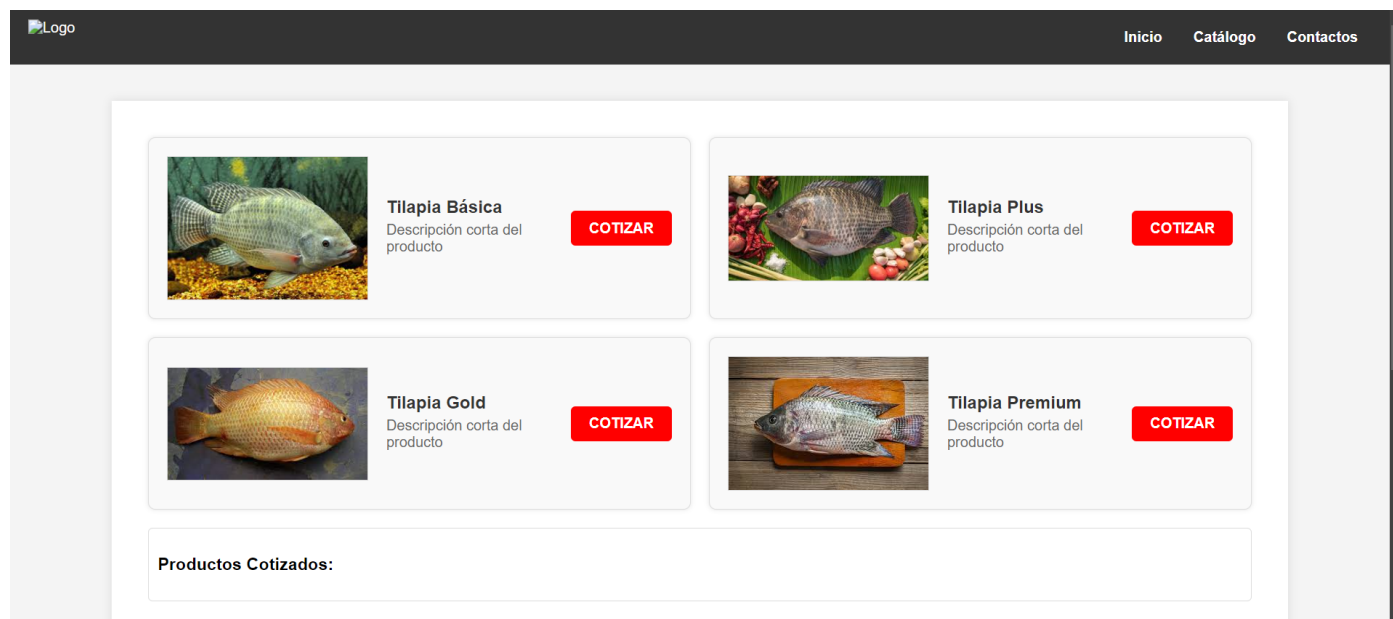 Logo
Inicio Catálogo Contactos
Tilapia Básica
Descripción corta del
producto
COTIZAR
Tilapia Plus
Descripción corta del
producto
COTIZAR
Tilapia Gold
Descripción corta del
producto
COTIZAR
Tilapia Premium
Descripción corta del
producto
COTIZAR
Productos Cotizados: